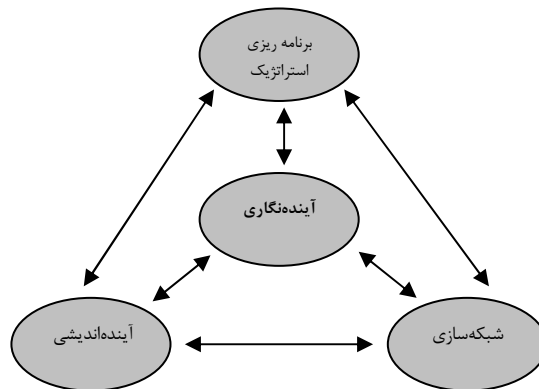 برنامه ریزی
استراتژیک
آینده‌نگاری
شبکه‌سازی
آینده‌اندیشی